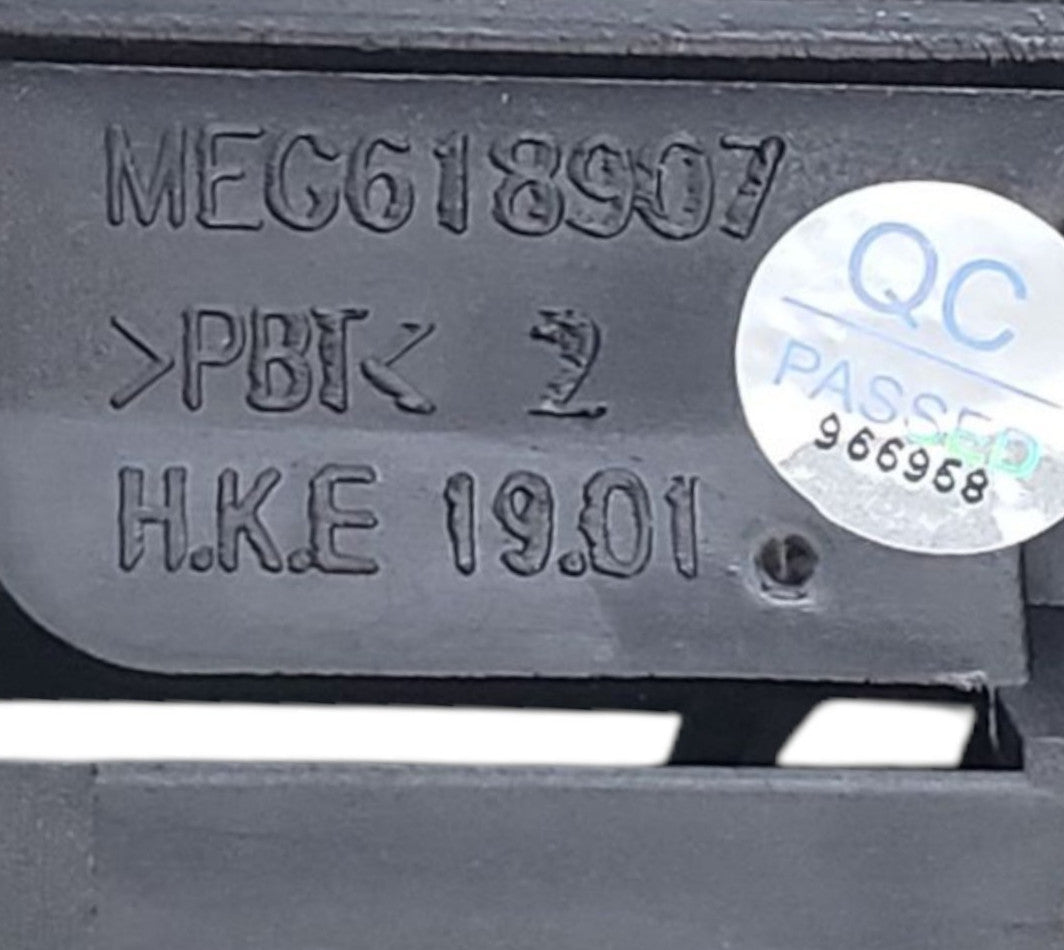 MEC618907
>PBT< 2
H.K.E 19.01
QC
PASSED
966958